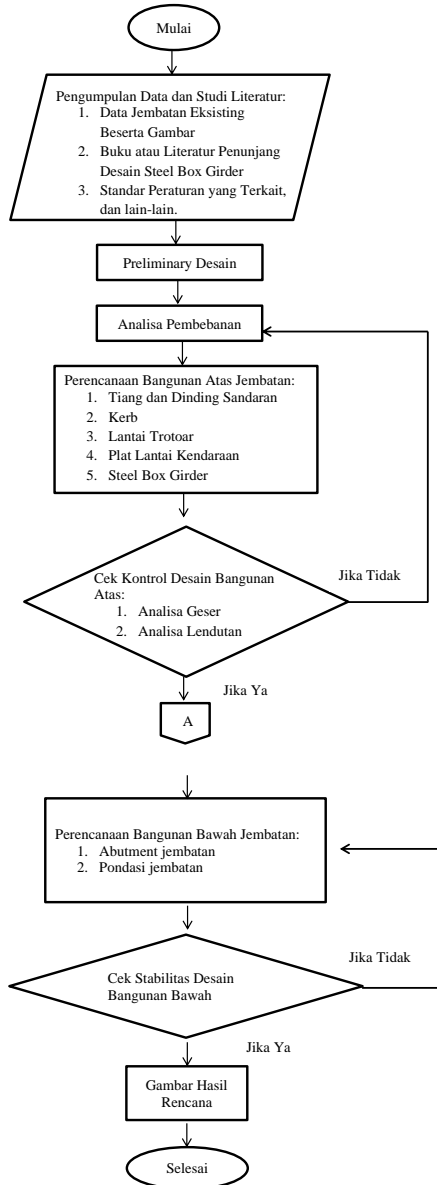 Mulai
Pengumpulan Data dan Studi Literatur:
1. Data Jembatan Eksisting
Beserta Gambar
2. Buku atau Literatur Penunjang
Desain Steel Box Girder
3. Standar Peraturan yang Terkait,
dan lain-lain.
Preliminary Desain
Analisa Pembebanan
Perencanaan Bangunan Atas Jembatan:
1. Tiang dan Dinding Sandaran
2. Kerb
3. Lantai Trotoar
4. Plat Lantai Kendaraan
5. Steel Box Girder
Cek Kontrol Desain Bangunan
Atas:
1. Analisa Geser
2. Analisa Lendutan
Jika Tidak
Jika Ya
A
Perencanaan Bangunan Bawah Jembatan:
1. Abutment jembatan
2. Pondasi jembatan
Cek Stabilitas Desain
Bangunan Bawah
Jika Tidak
Jika Ya
Gambar Hasil
Rencana
Selesai